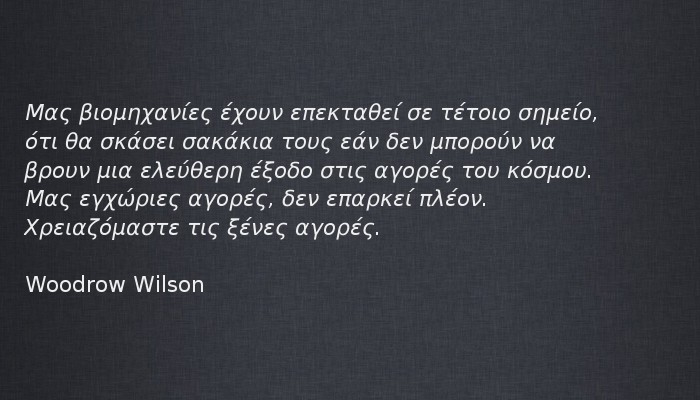 Μας βιομηχανίες έχουν επεκταθεί σε τέτοιο σημείο,
ότι θα σκάσει σακάκια τους εάν δεν μπορούν να
βρουν μια ελεύθερη έξοδο στις αγορές του κόσμου.
Μας εγχώριες αγορές, δεν επαρκεί πλέον.
Χρειαζόμαστε τις ξένες αγορές.
Woodrow Wilson